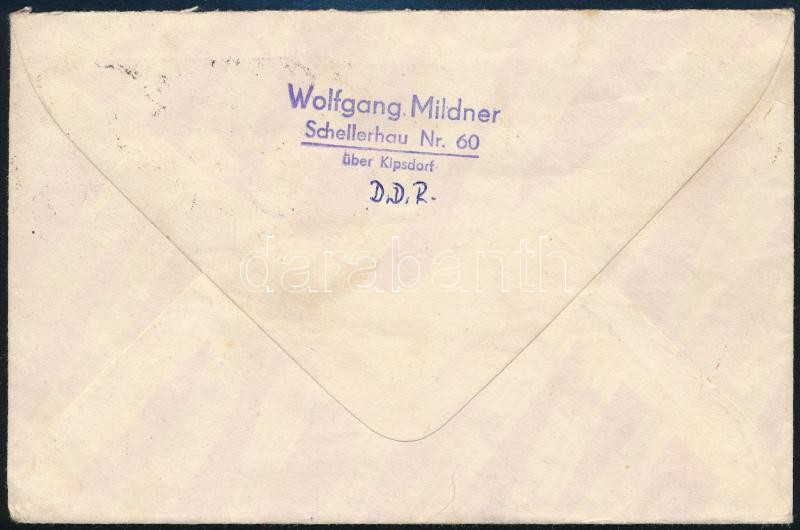 Wolfgang Mildner
Schellerhau Nr. 60
über Kipsdorf
D.D.R.
darabanth